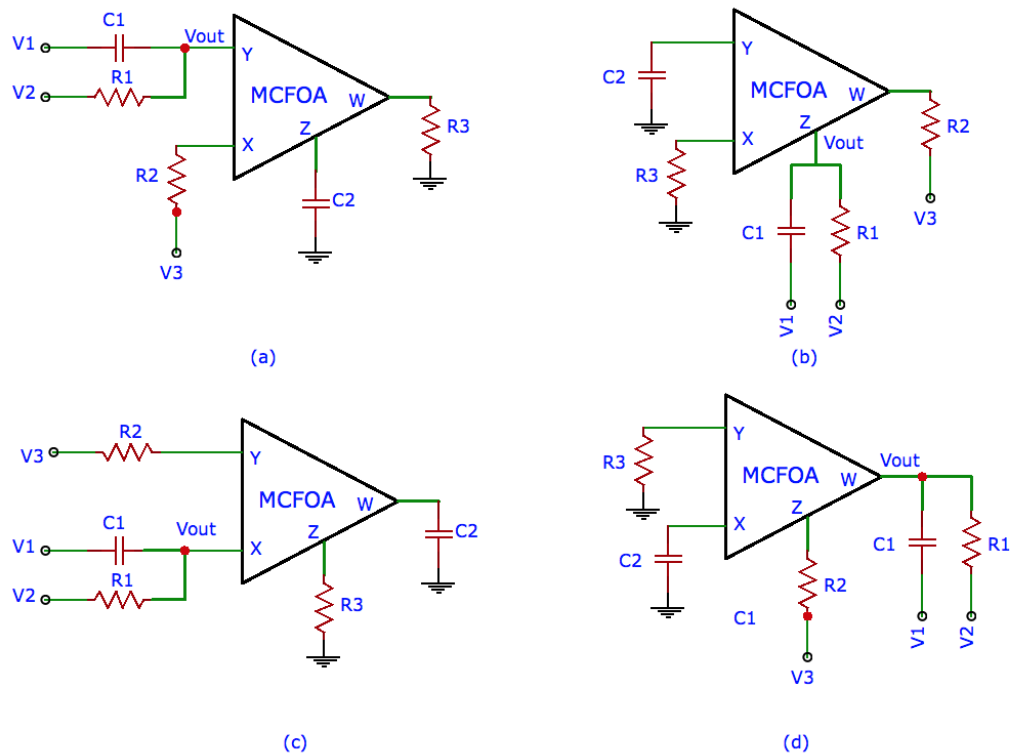 C1
V1
Vout
Y
R1
V2
MCFOA
W
Z
X
R3
R2
C2
V3
(a)
Y
C2
MCFOA
W
Z
R2
X
Vout
R3
V3
C1
R1
V1
V2
(b)
R2
V3
Y
MCFOA
W
C1
Vout
Z
C2
V1
X
R1
V2
R3
(c)
Y
R3
Vout
MCFOA
W
Z
X
C2
C1
R1
R2
C1
V1
V2
V3
(d)